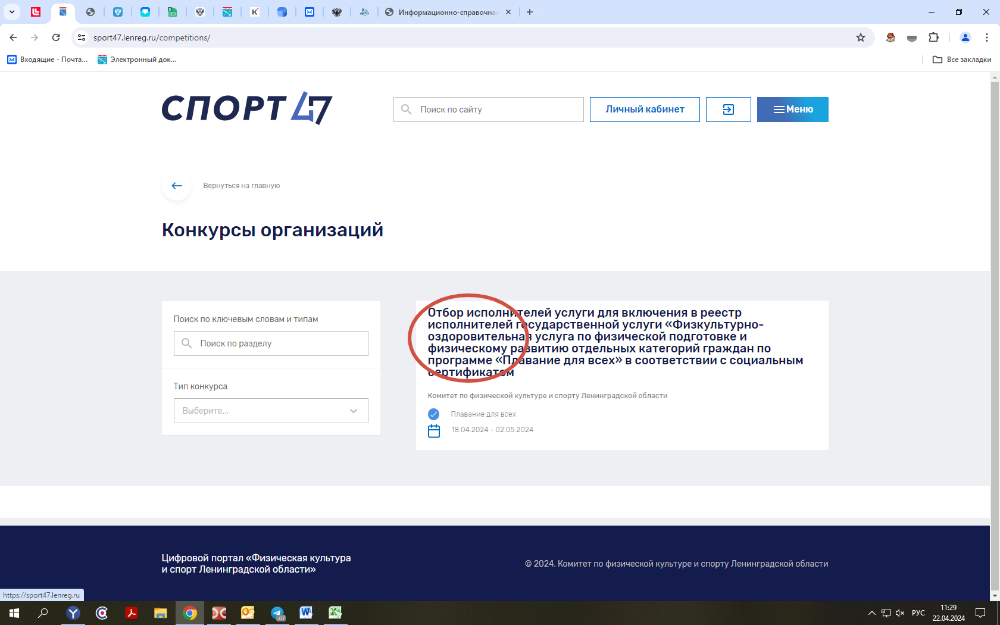 Информационно-справочна
sport47.lenreg.ru/competitions/
Входящие - Почта...
Электронный док...
Все закладки
СПОРТ 47
Поиск по сайту
Личный кабинет
Меню
Вернуться на главную
Конкурсы организаций
Поиск по ключевым словам и типам
Поиск по разделу
Тип конкурса
Выберите...
Отбор исполнителей услуги для включения в реестр
исполнителей государственной услуги «Физкультурно-
оздоровительная услуга по физической подготовке и
физическому развитию отдельных категорий граждан по
программе «Плавание для всех» в соответствии с социальным
сертификатом
Комитет по физической культуре и спорту Ленинградской области
Плавание для всех
18.04.2024 - 02.05.2024
Цифровой портал «Физическая культура
и спорт Ленинградской области»
© 2024. Комитет по физической культуре и спорту Ленинградской области
https://sport47.lenreg.ru
РУС
11:29
22.04.2024